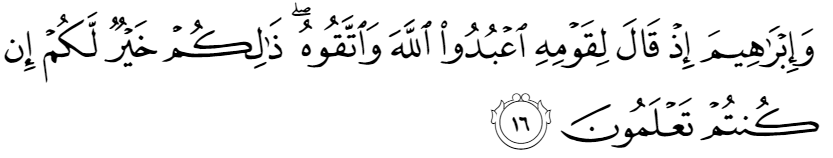 وَإِبْرَٰهِيمَ إِذْ قَالَ لِقَوْمِهِ ٱعْبُدُوا۟ ٱللَّهَ وَٱتَّقُوهُ ۖ ذَٰلِكُمْ خَيْرٌ لَّكُمْ إِن
كُنتُمْ تَعْلَمُونَ ١٦